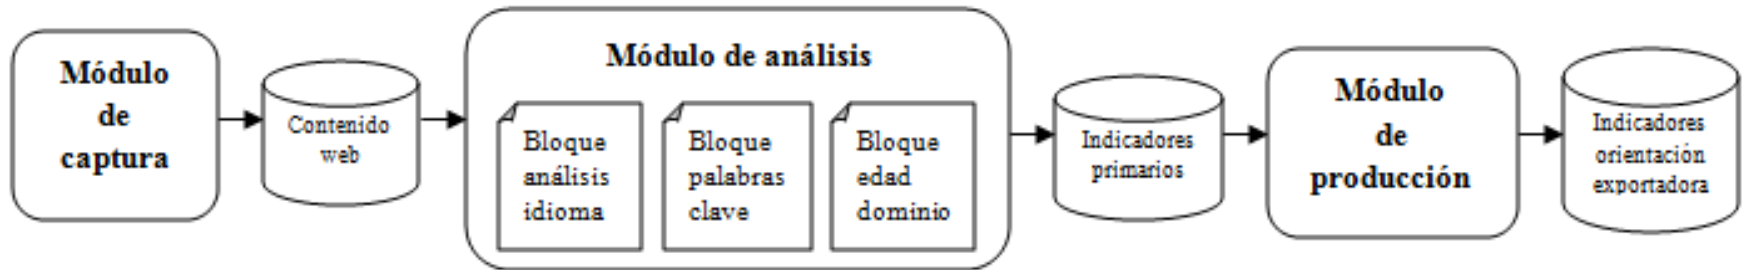 Módulo
de
captura
Contenido
web
Módulo de análisis
Bloque
análisis
idioma
Bloque
palabras
clave
Bloque
edad
dominio
Indicadores
primarios
Módulo
de
producción
Indicadores
orientación
exportadora